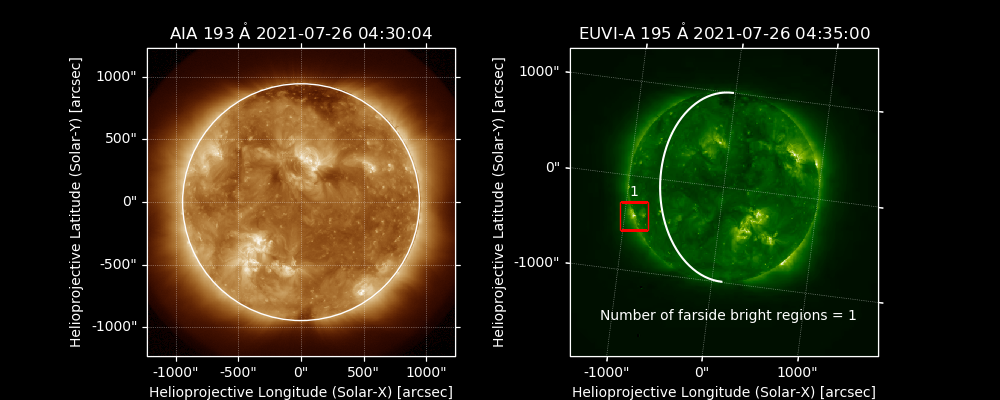 AIA 193 Å 2021-07-26 04:30:04
Helioprojective Latitude (Solar-Y) [arcsec]
1000"
500"
0"
-500"
-1000"
-1000"
-500"
0"
500"
1000"
Helioprojective Longitude (Solar-X) [arcsec]
EUVI-A 195 Å 2021-07-26 04:35:00
Helioprojective Latitude (Solar-Y) [arcsec]
1000"
0"
-1000"
1
Number of farside bright regions = 1
-1000"
0"
1000"
Helioprojective Longitude (Solar-X) [arcsec]